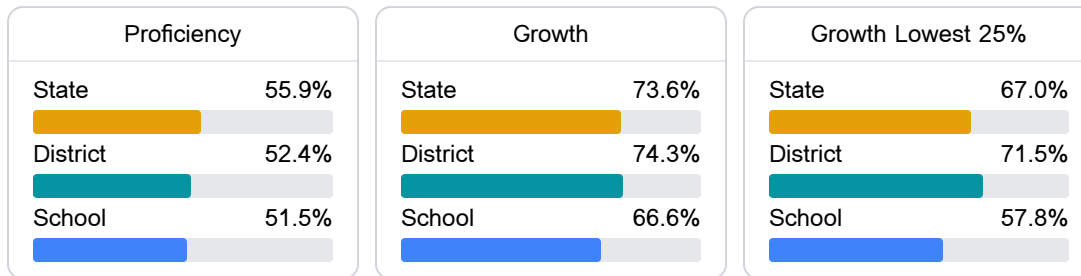 Proficiency
State 55.9%
District 52.4%
School 51.5%
Growth
State 73.6%
District 74.3%
School 66.6%
Growth Lowest 25%
State 67.0%
District 71.5%
School 57.8%